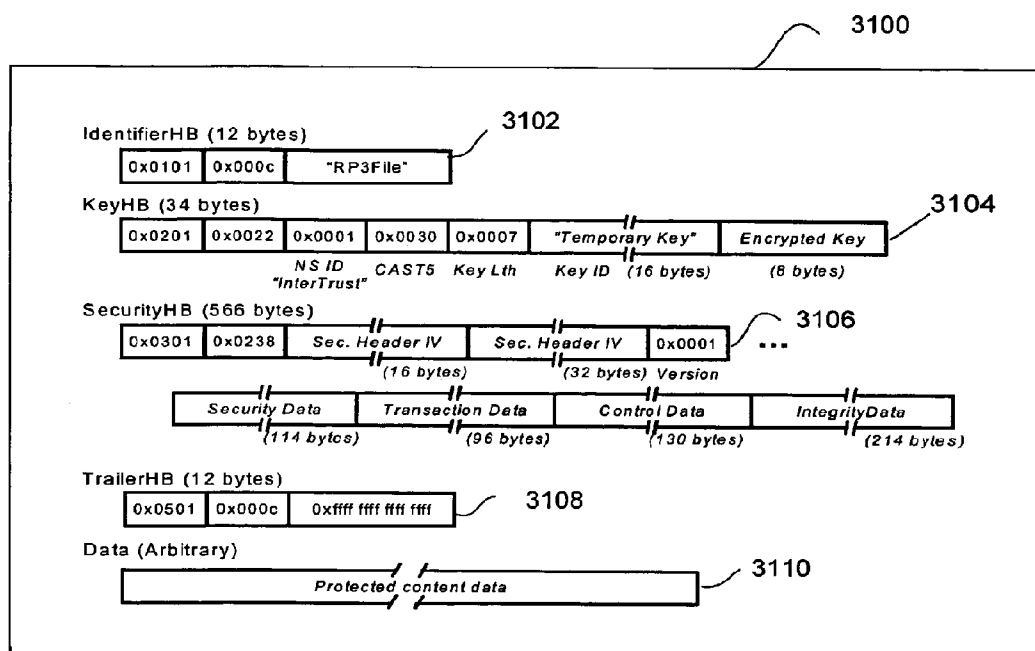 3100
IdentifierHB (12 bytes)
3102
0x0101 0x000c "RP3File"
KeyHB (34 bytes)
3104
0x0201 0x0022 0x0001 0x0030 0x0007 "Temporary Key" Encrypted Key
NS ID "InterTrust" CAST5 Key Lth Key ID (16 bytes) (8 bytes)
SecurityHB (566 bytes)
3106
0x0301 0x0238 Sec. Header IV Sec. Header IV 0x0001 ...
(16 bytes) (32 bytes) Version
Security Data Transaction Data Control Data IntegrityData
(114 bytes) (96 bytes) (130 bytes) (214 bytes)
TrailerHB (12 bytes)
3108
0x0501 0x000c 0xffff ffff ffff ffff
Data (Arbitrary)
3110
Protected content data